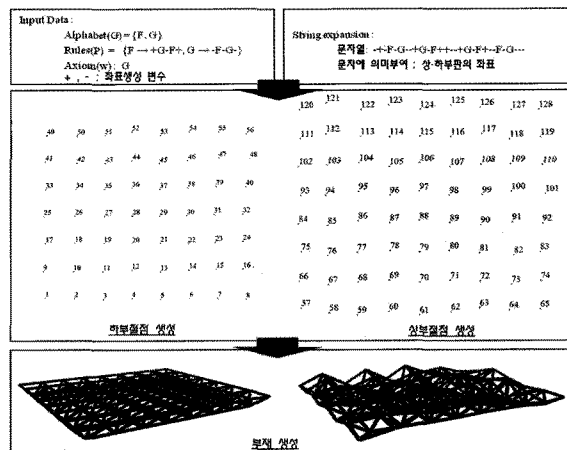 Input Data :
Alphabet(G)={F, G}
Rules(P) = {F → +G-F+, G → -F-G-}
Axiom(w) : G
+ , - : 좌표생성 변수
String expansion :
문자열:
문자에 의미부여 : 상·하부판의 좌표
49 50 51 52 53 54 55 56
41 42 43 44 45 46 47 48
33 34 35 36 37 38 39 40
25 26 27 28 29 30 31 32
17 18 19 20 21 22 23 24
9 10 11 12 13 14 15 16
1 2 3 4 5 6 7 8
하부절점 생성
120 121 122 123 124 125 126 127 128
111 112 113 114 115 116 117 118 119
102 103 104 105 106 107 108 109 110
93 94 95 96 97 98 99 100 101
84 85 86 87 88 89 90 91 92
75 76 77 78 79 80 81 82 83
66 67 68 69 70 71 72 73 74
57 58 59 60 61 62 63 64 65
상부절점 생성
부재 생성